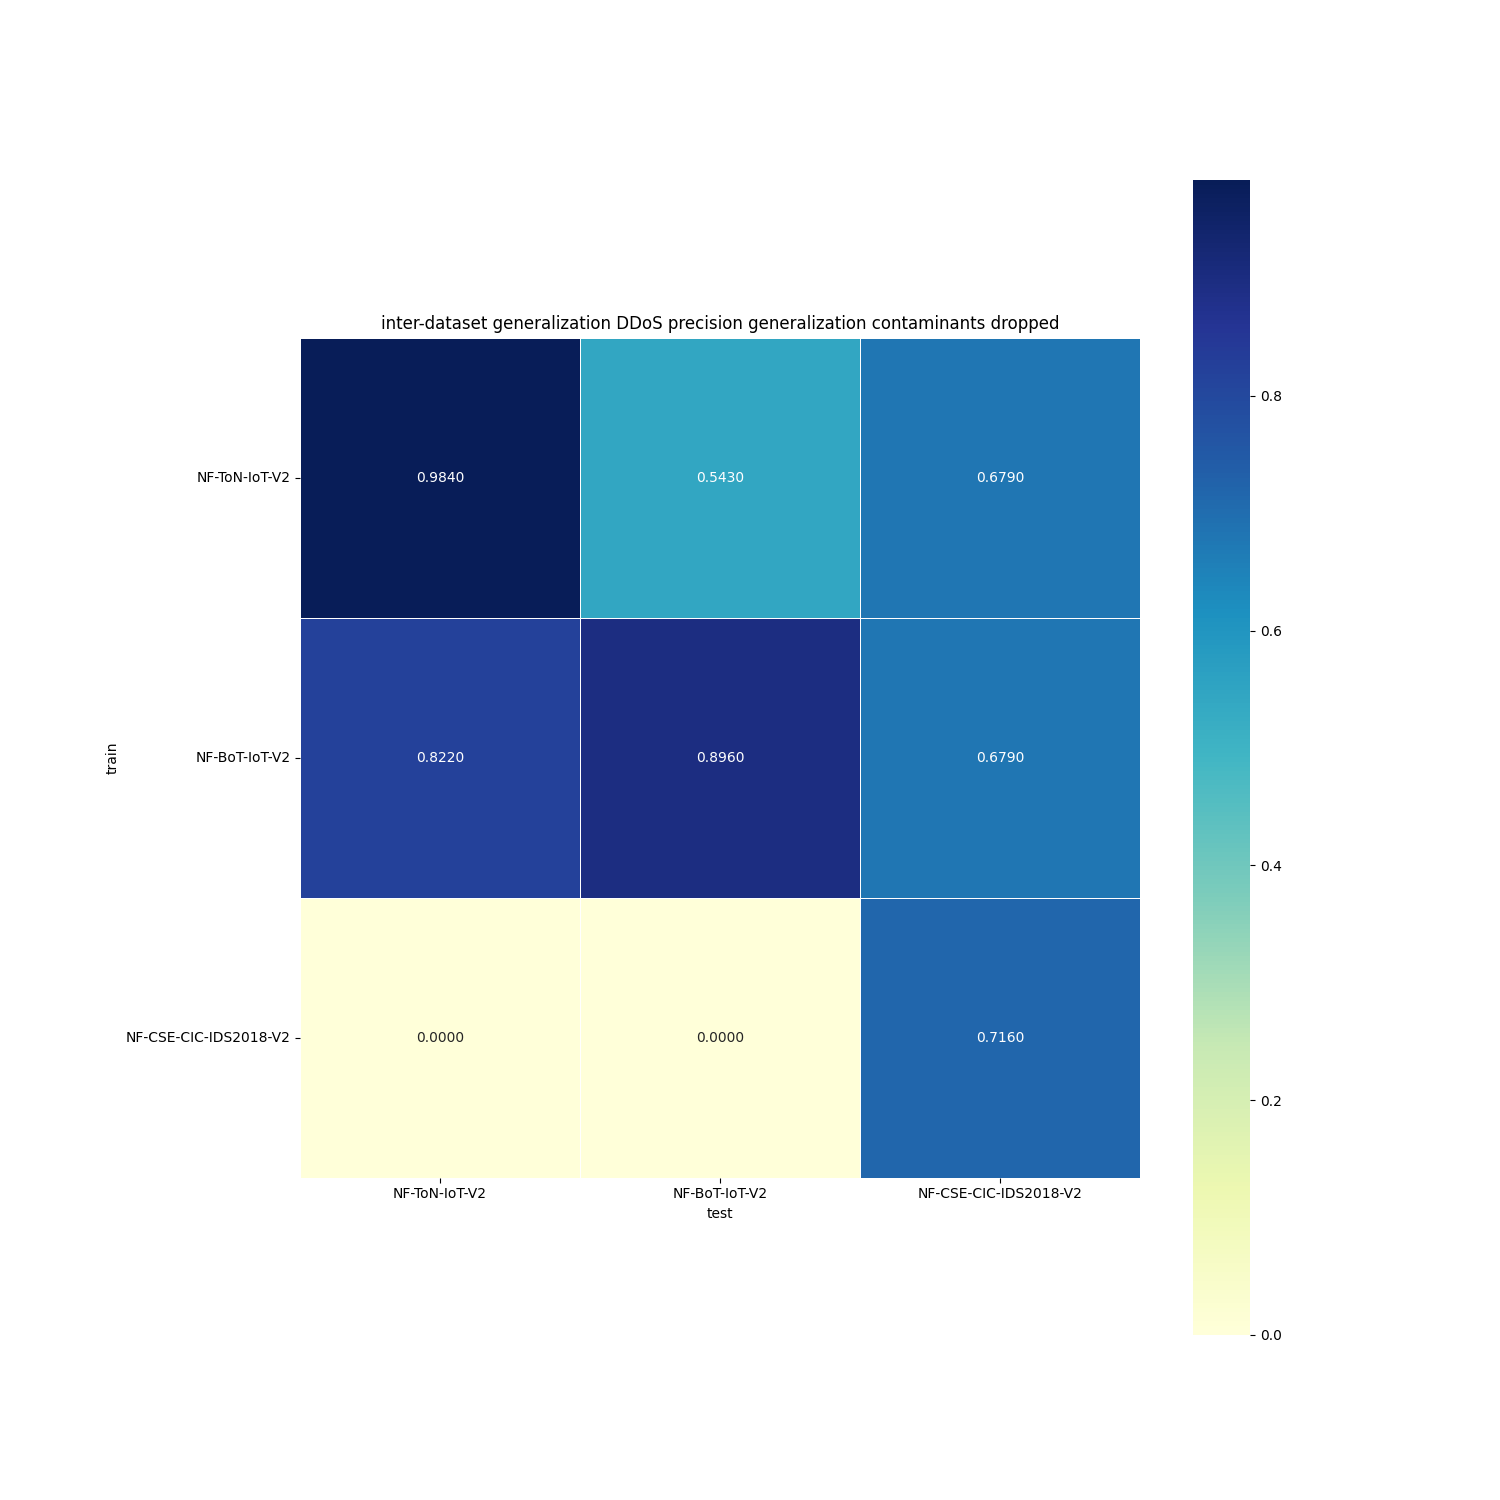 inter-dataset generalization DDoS precision generalization contaminants dropped
train
NF-ToN-IoT-V2
0.9840 0.5430 0.6790
NF-BoT-IoT-V2
0.8220 0.8960 0.6790
NF-CSE-CIC-IDS2018-V2
0.0000 0.0000 0.7160
NF-ToN-IoT-V2 NF-BoT-IoT-V2 NF-CSE-CIC-IDS2018-V2
test
0.8
0.6
0.4
0.2
0.0